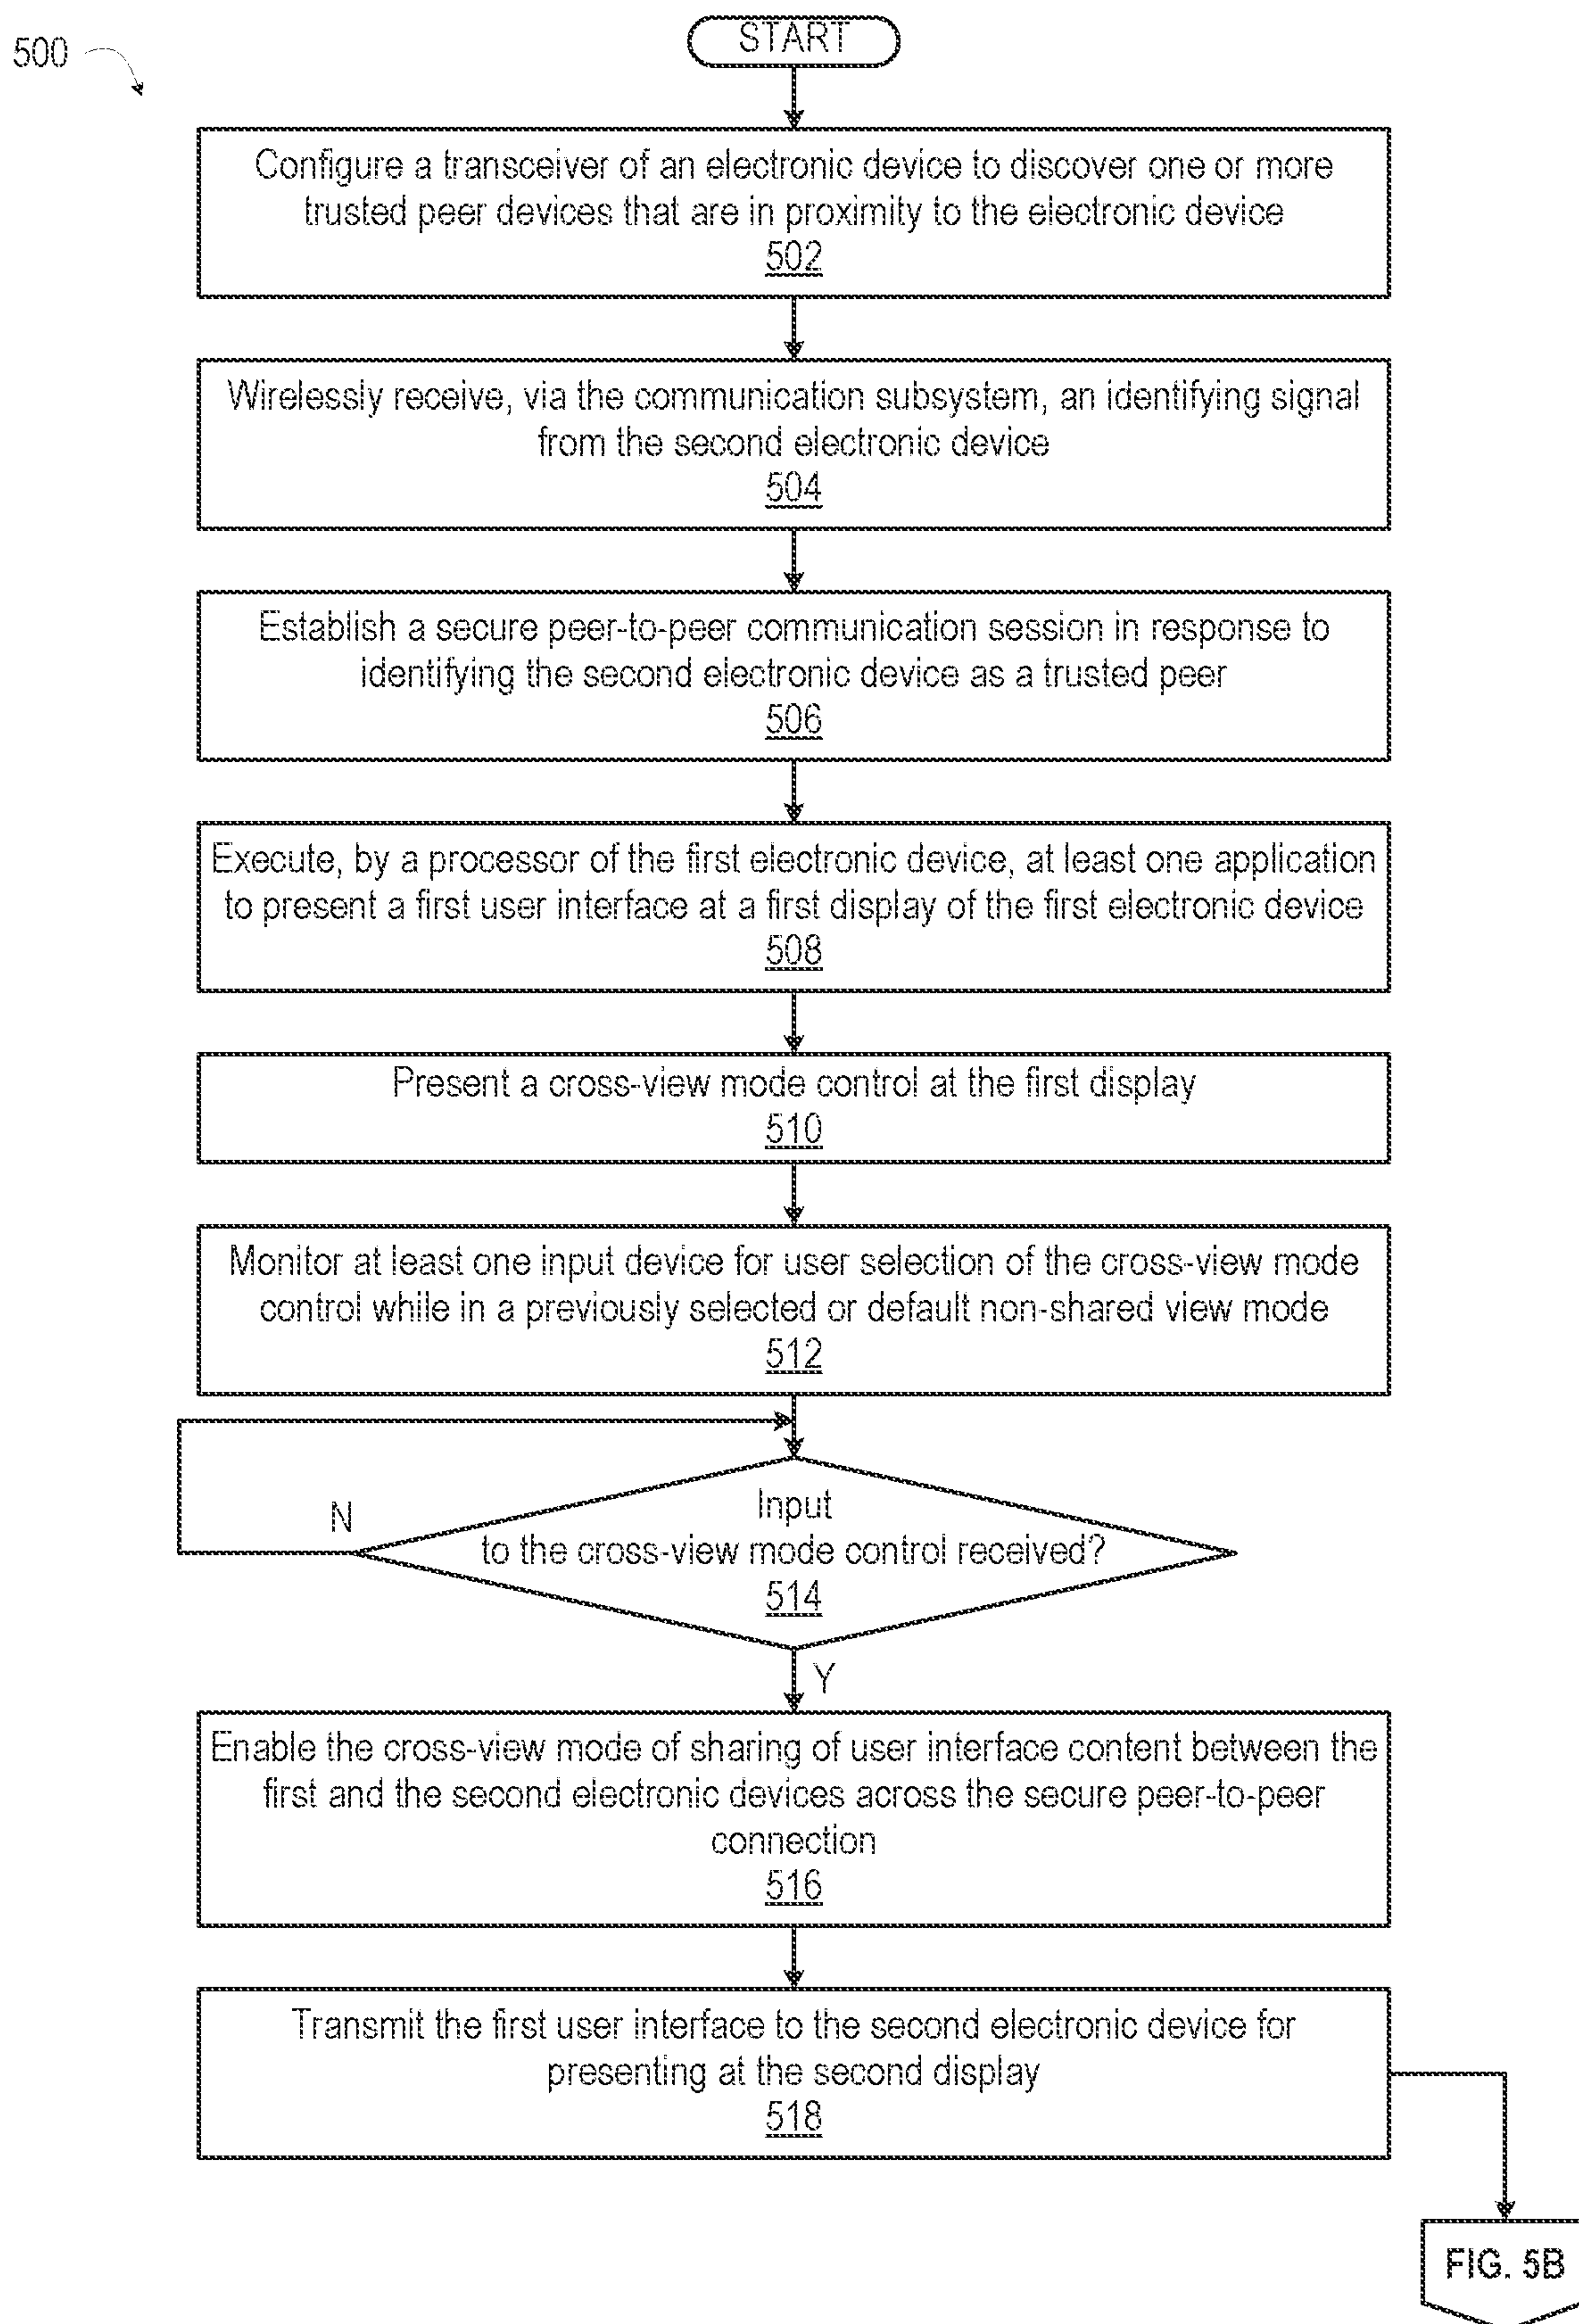 500
START
Configure a transceiver of an electronic device to discover one or more
trusted peer devices that are in proximity to the electronic device
502
Wirelessly receive, via the communication subsystem, an identifying signal
from the second electronic device
504
Establish a secure peer-to-peer communication session in response to
identifying the second electronic device as a trusted peer
506
Execute, by a processor of the first electronic device, at least one application
to present a first user interface at a first display of the first electronic device
508
Present a cross-view mode control at the first display
510
Monitor at least one input device for user selection of the cross-view mode
control while in a previously selected or default non-shared view mode
512
N
Input
to the cross-view mode control received?
514
Y
Enable the cross-view mode of sharing of user interface content between the
first and the second electronic devices across the secure peer-to-peer
connection
516
Transmit the first user interface to the second electronic device for
presenting at the second display
518
FIG. 5B